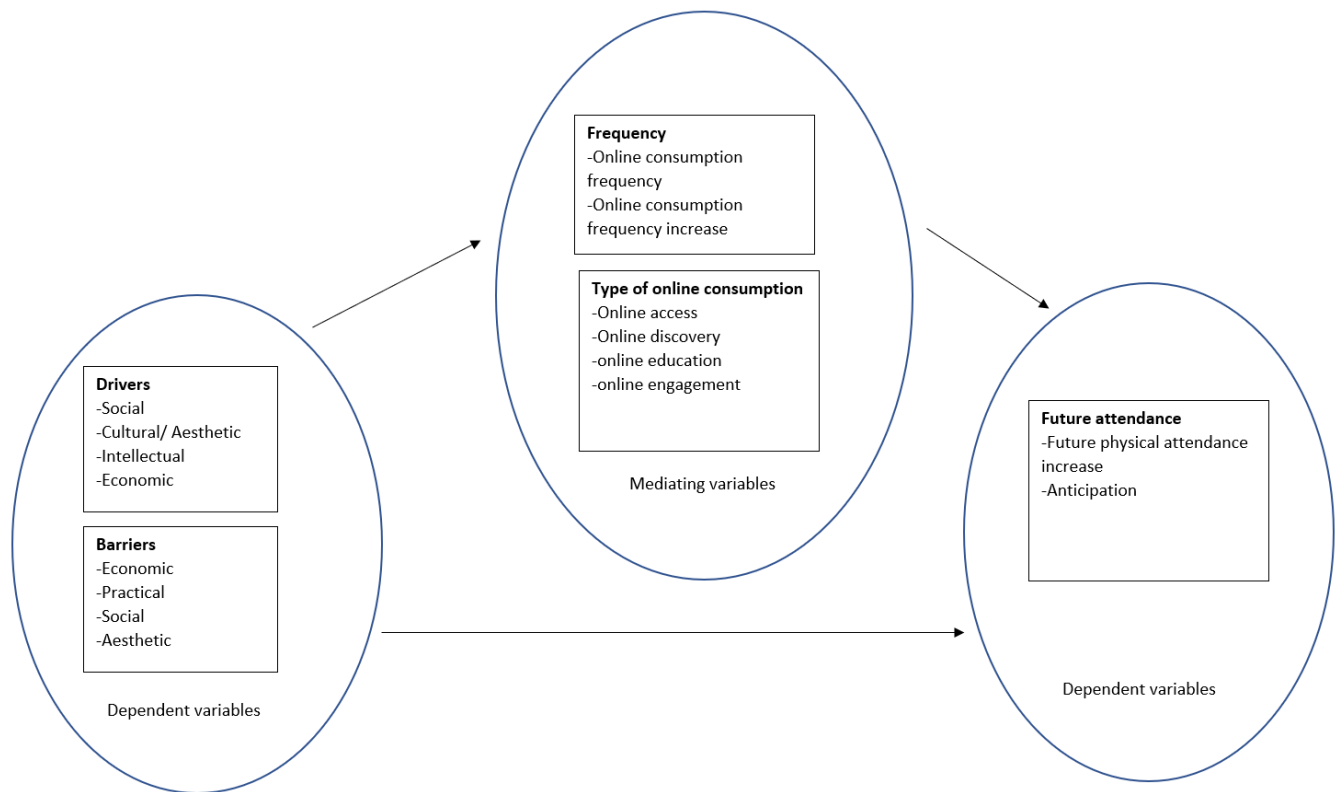 Frequency
-Online consumption
frequency
-Online consumption
frequency increase
Type of online consumption
-Online access
-Online discovery
-online education
-online engagement
Mediating variables
Drivers
-Social
-Cultural/ Aesthetic
-Intellectual
-Economic
Barriers
-Economic
-Practical
-Social
-Aesthetic
Dependent variables
Future attendance
-Future physical attendance
increase
-Anticipation
Dependent variables